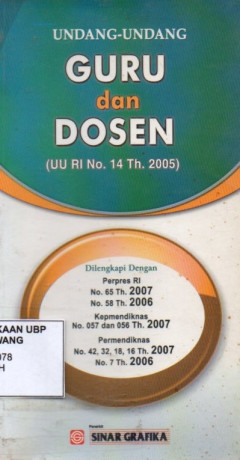 UNDANG-UNDANG
GURU
dan
DOSEN
(UU RI No. 14 Th. 2005)
Dilengkapi Dengan
Perpres RI
No. 65 Th. 2007
No. 58 Th. 2006
Kepmendiknas
No. 057 dan 056 Th. 2007
Permendiknas
No. 42, 32, 18, 16 Th. 2007
No. 7 Th. 2006
KAAN UBP
WANG
078
H
Penerbit
SINAR GRAFIKA